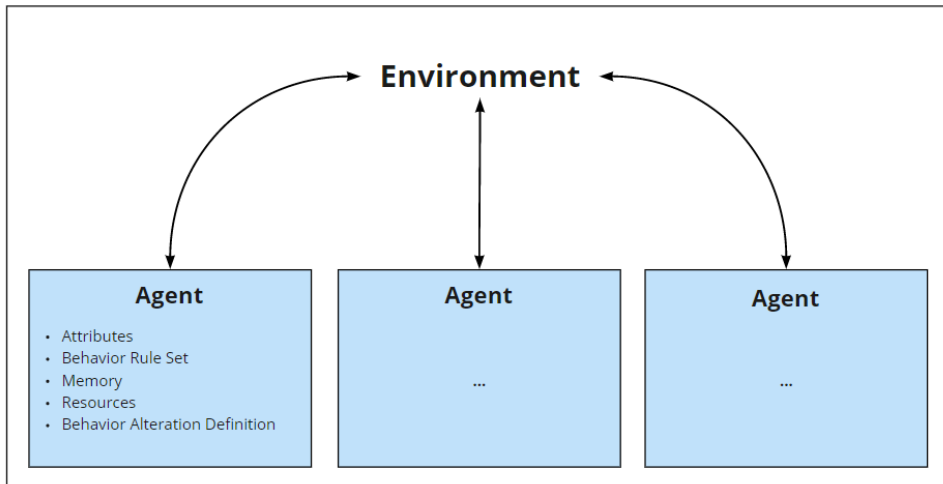 Environment
Agent
• Attributes
• Behavior Rule Set
• Memory
• Resources
• Behavior Alteration Definition
Agent
...
Agent
...